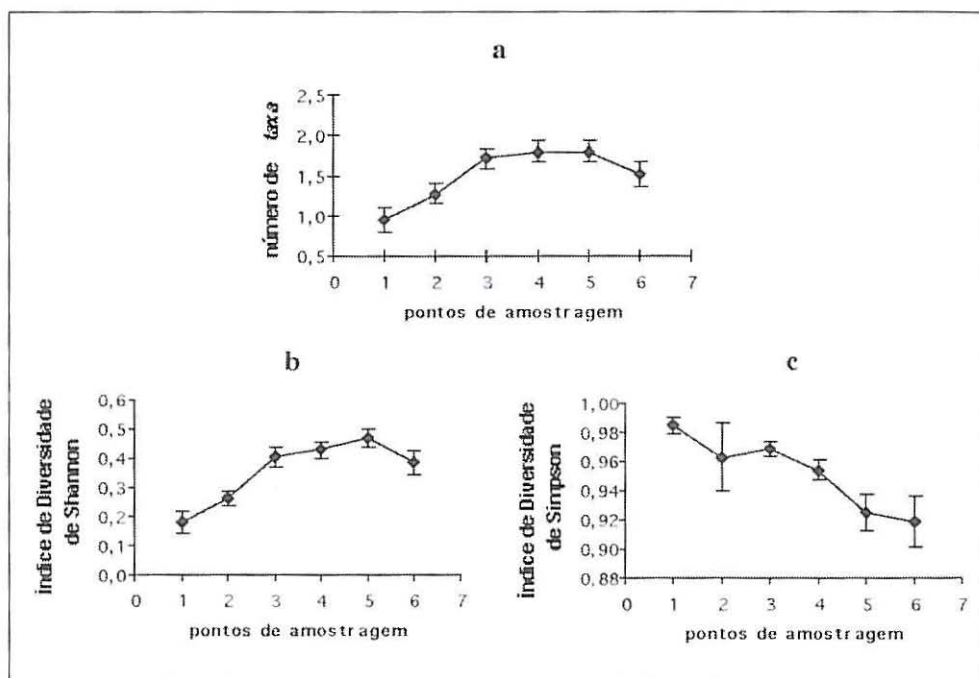 a
número de taxa
2,5
2,0
1,5
1,0
0,5
0 1 2 3 4 5 6 7
pontos de amostragem
b
índice de Diversidade
de Shannon
0,6
0,5
0,4
0,3
0,2
0,1
0,0
0 1 2 3 4 5 6 7
pontos de amostragem
c
índice de Diversidade
de Simpson
1,00
0,98
0,96
0,94
0,92
0,90
0,88
0 1 2 3 4 5 6 7
pontos de amostragem